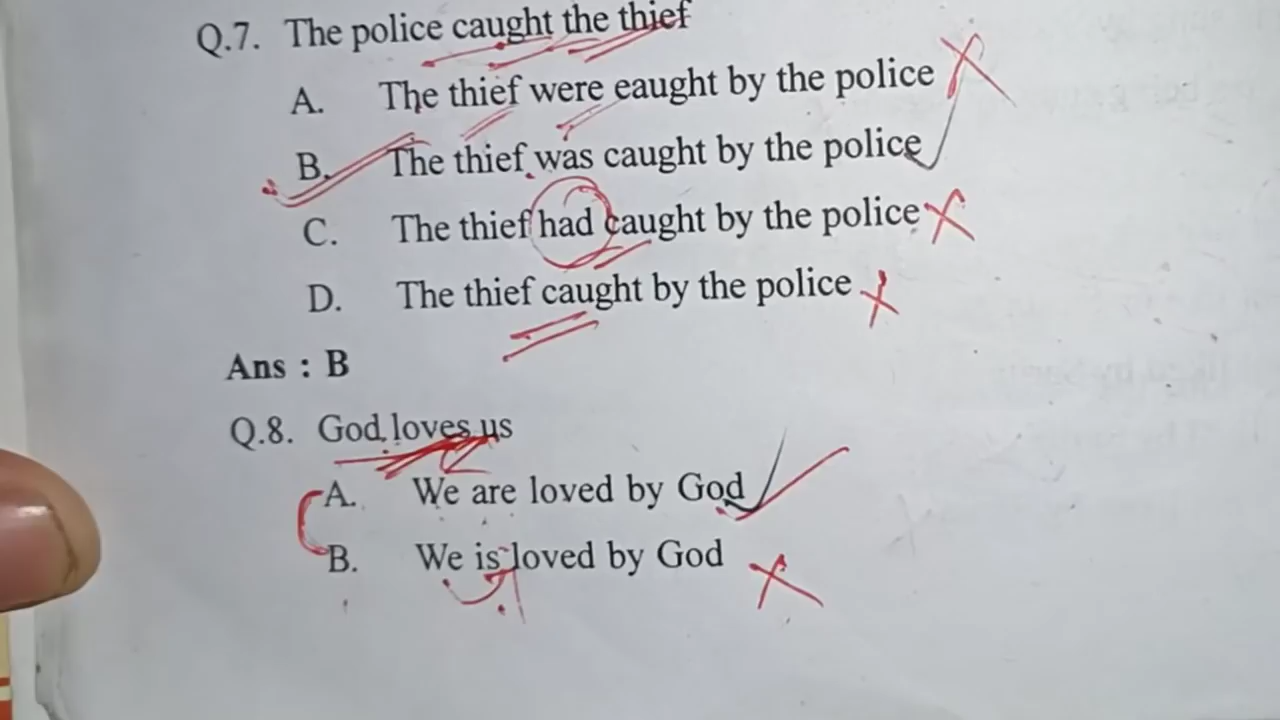 Q.7. The police caught the thief
A. The thief were eaught by the police
B. The thief was caught by the police
C. The thief had caught by the police
D. The thief caught by the police
Ans : B
Q.8. God loves us
A. We are loved by God
B. We is loved by God